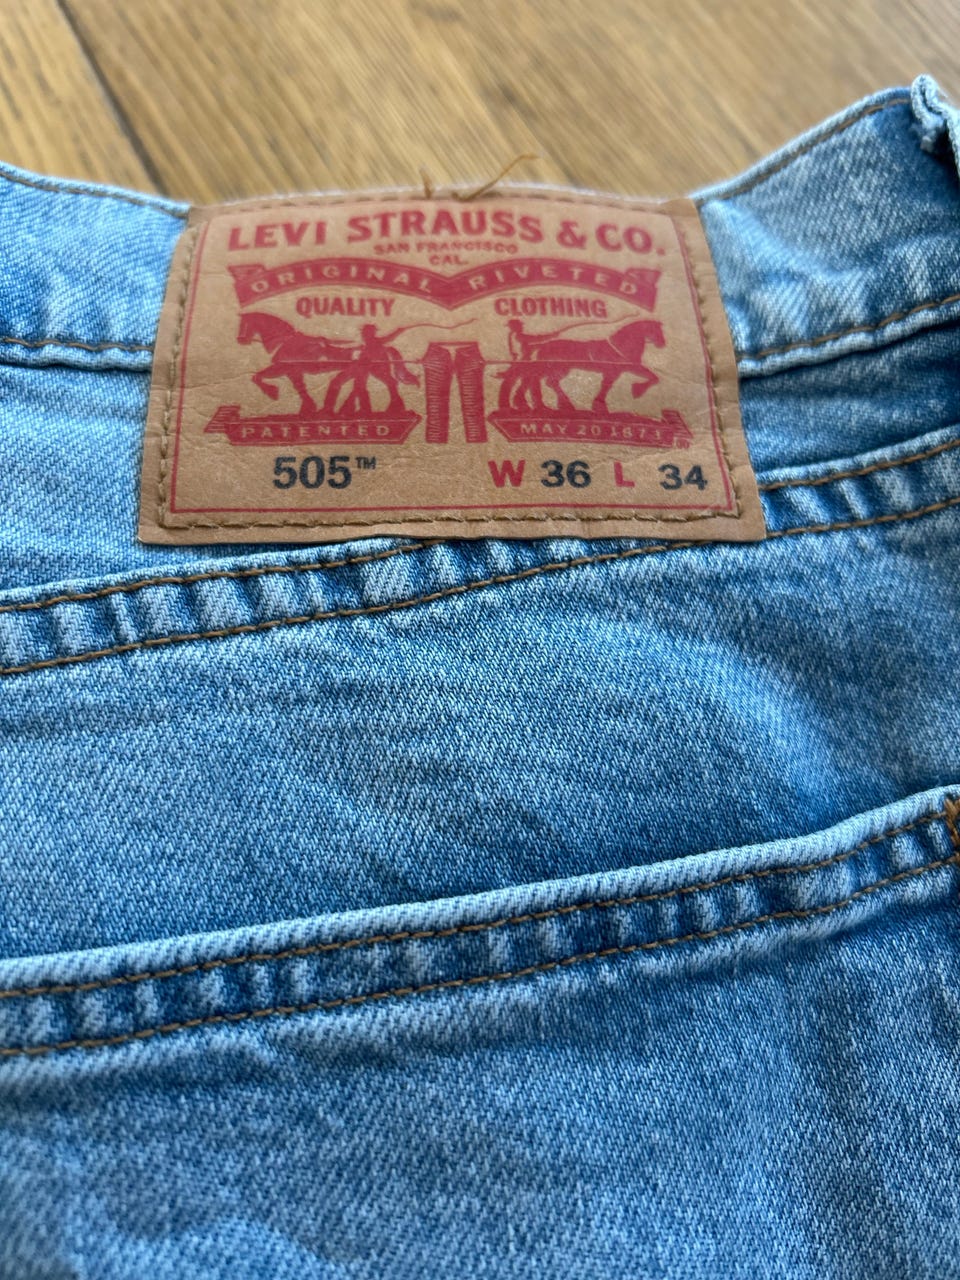 LEVI STRAUSS & CO.
SAN FRANCISCO
CAL.
ORIGINAL RIVETED
QUALITY CLOTHING
PATENTED MAY 20 1873
505™ W 36 L 34